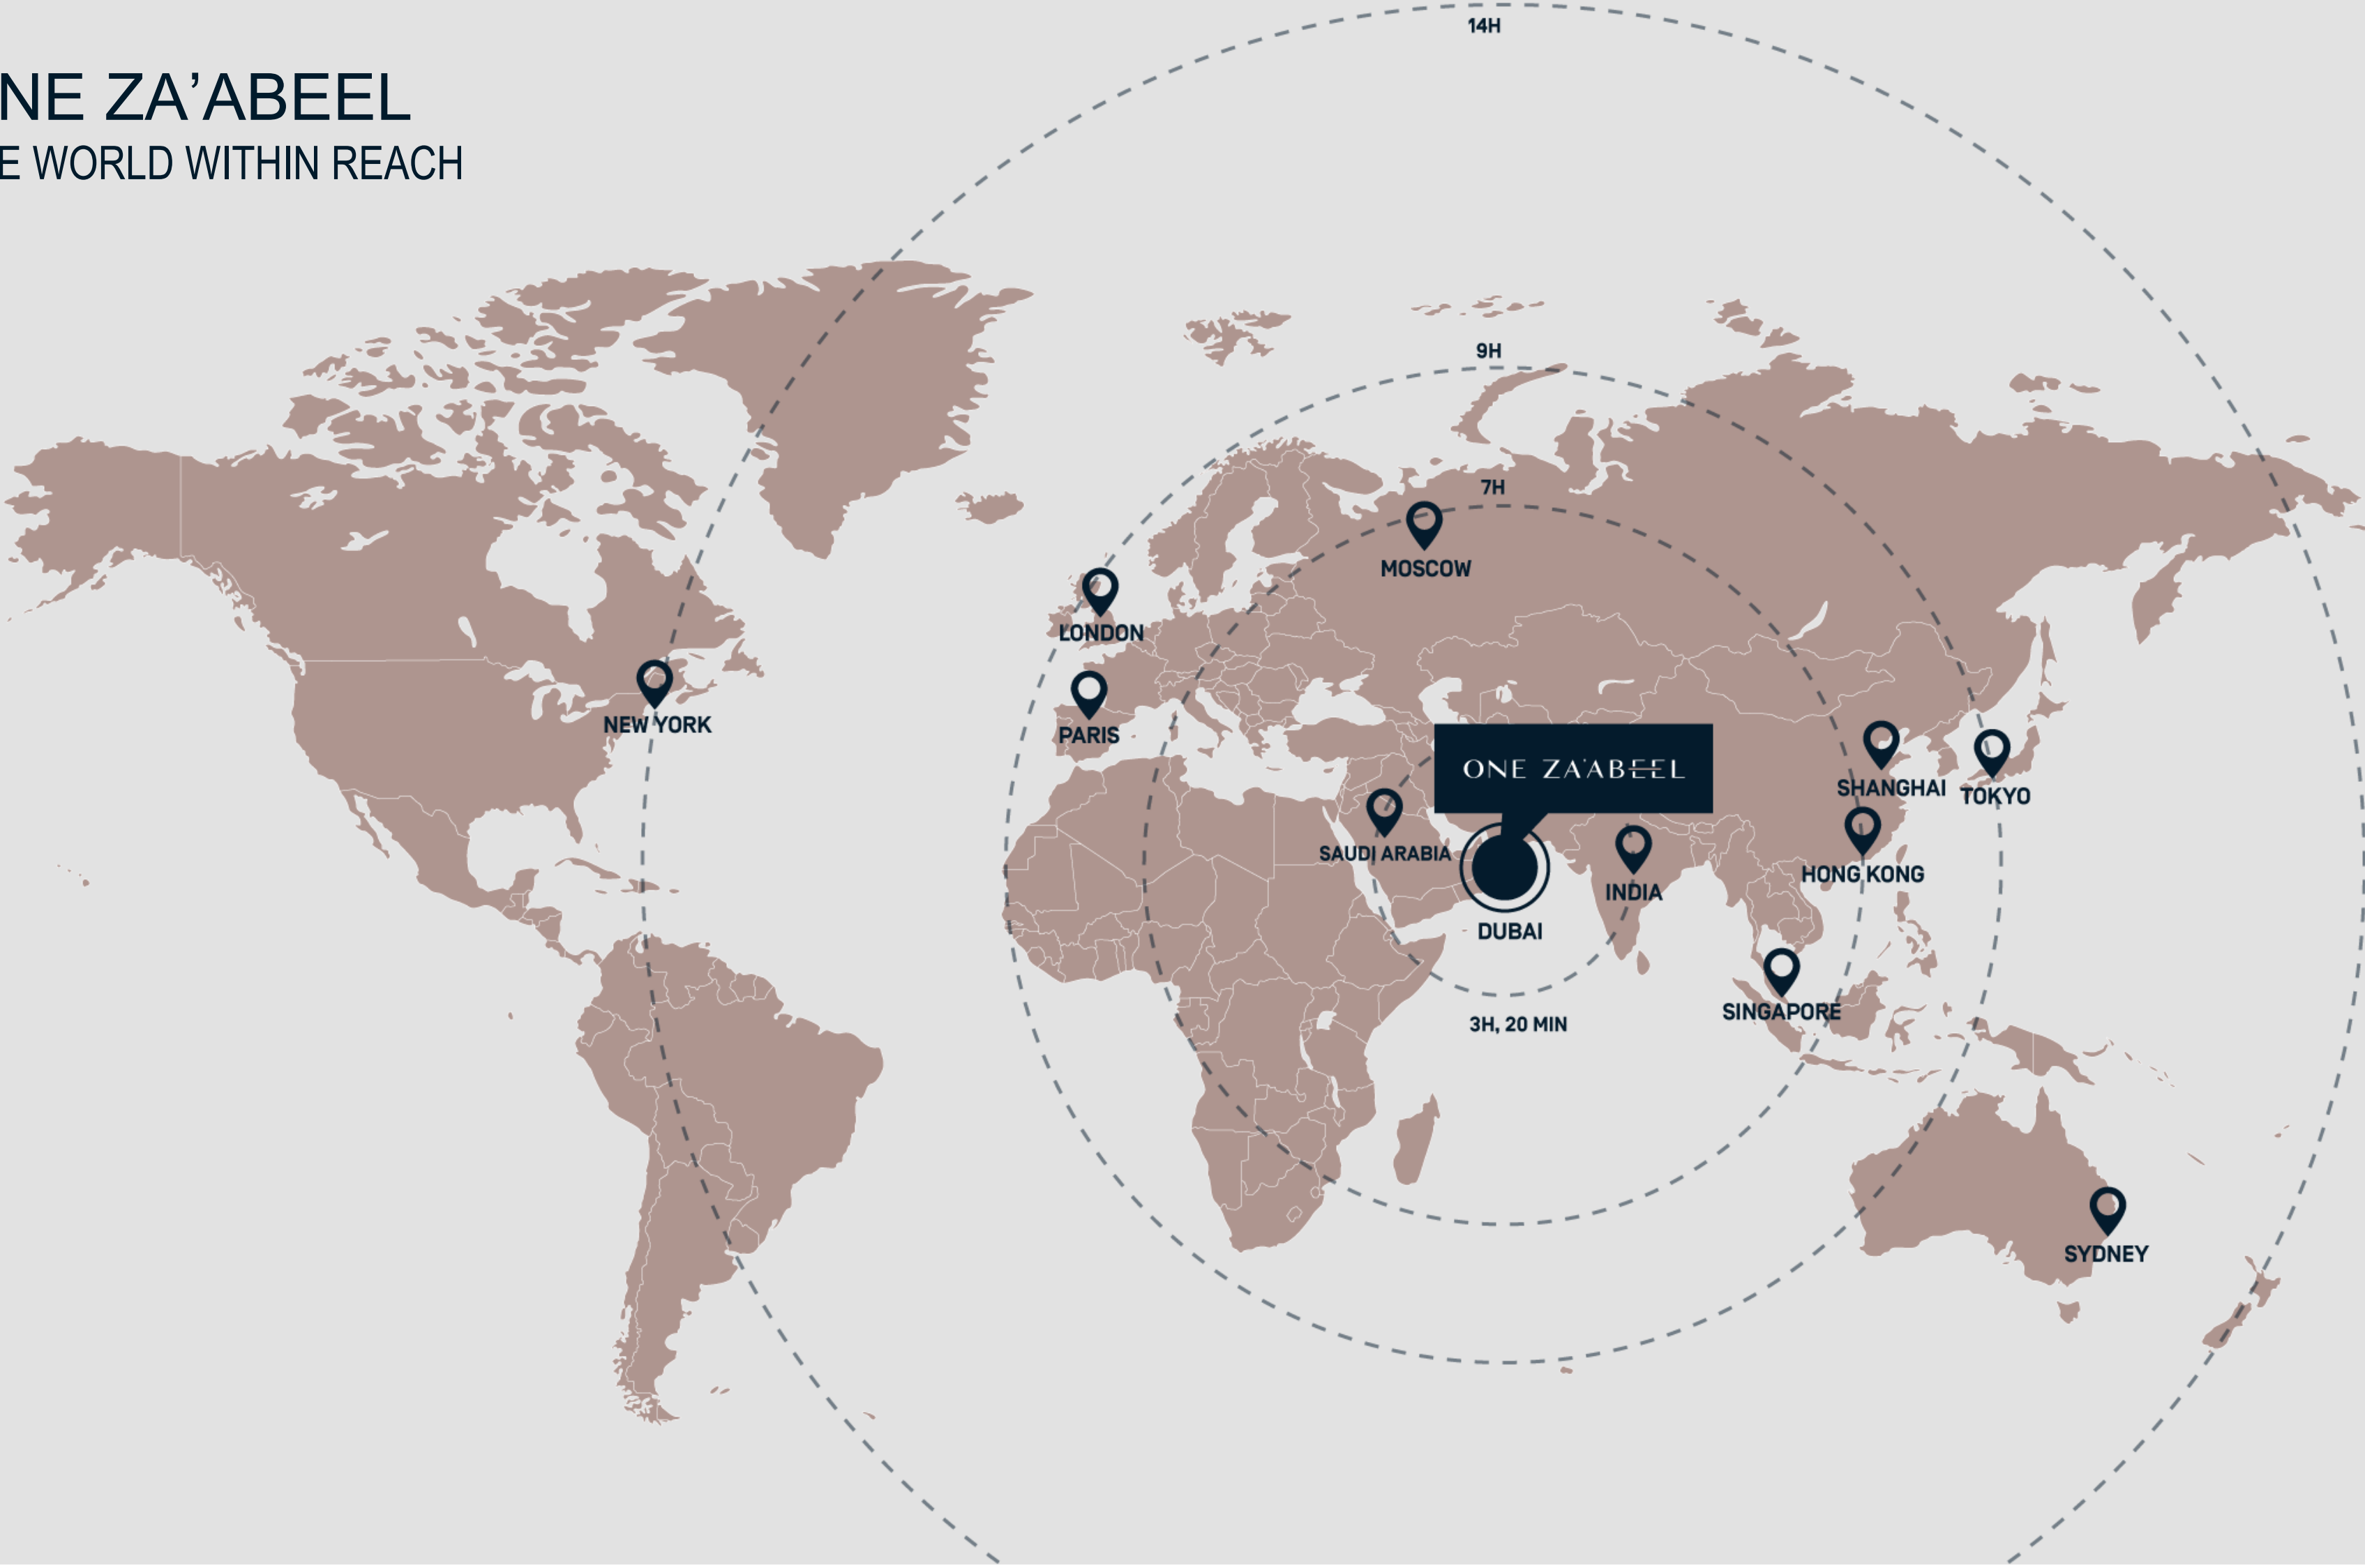 NE ZA’ABEEL
E WORLD WITHIN REACH
14H
9H
7H
MOSCOW
LONDON
NEW YORK
PARIS
ONE ZA'ABEEL
SHANGHAI
TOKYO
SAUDI ARABIA
HONG KONG
INDIA
DUBAI
SINGAPORE
3H, 20 MIN
SYDNEY